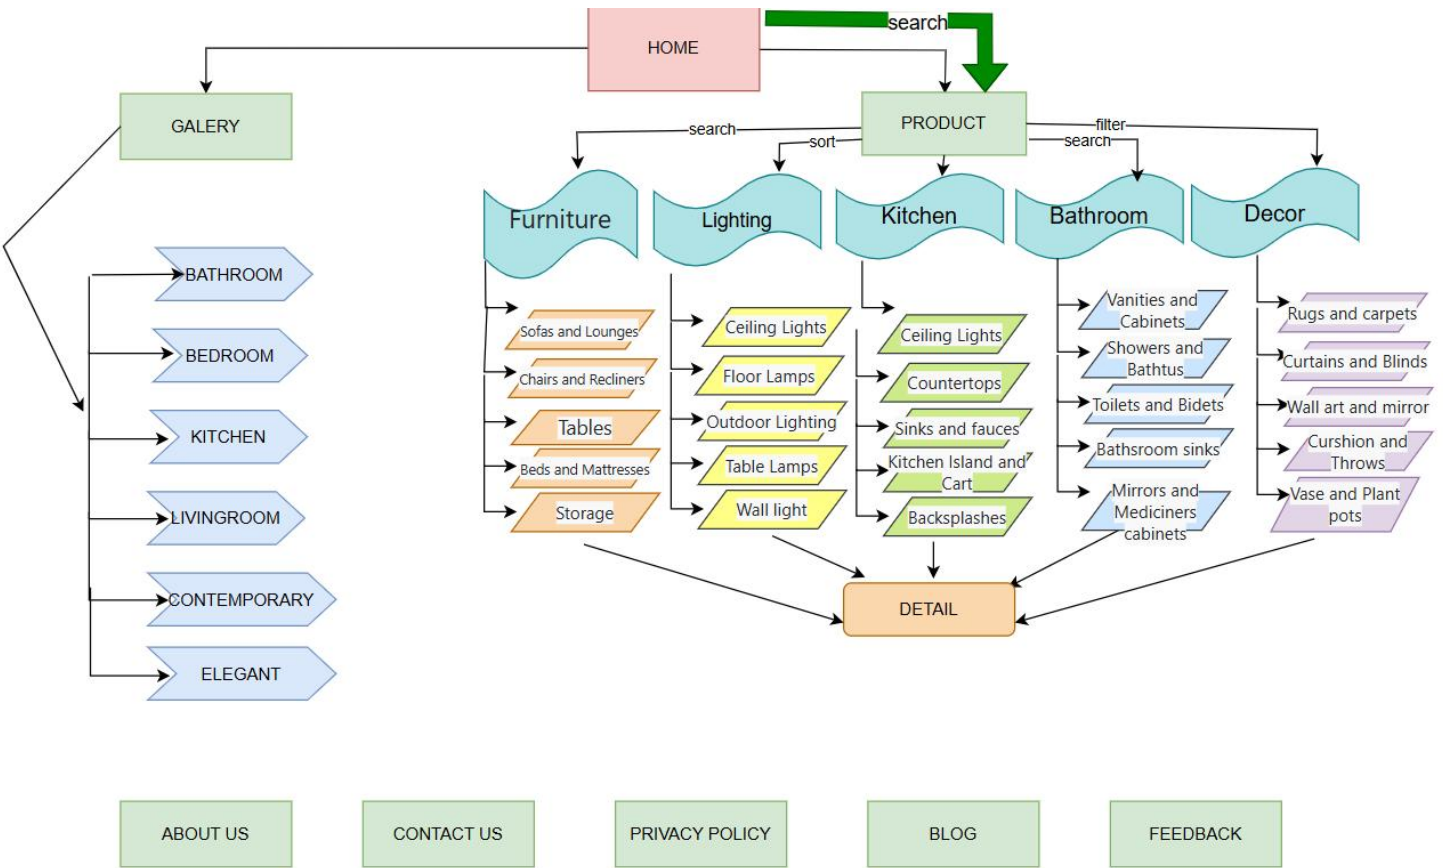 search
HOME
GALERY
PRODUCT
search
sort
search
filter
Furniture
Lighting
Kitchen
Bathroom
Decor
BATHROOM
BEDROOM
KITCHEN
LIVINGROOM
CONTEMPORARY
ELEGANT
Sofas and Lounges
Chairs and Recliners
Tables
Beds and Mattresses
Storage
Ceiling Lights
Floor Lamps
Outdoor Lighting
Table Lamps
Wall light
Ceiling Lights
Countertops
Sinks and fauces
Kitchen Island and
Cart
Backsplashes
Vanities and
Cabinets
Showers and
Bathtus
Toilets and Bidets
Bathsroom sinks
Mirrors and
Mediciners
cabinets
Rugs and carpets
Curtains and Blinds
Wall art and mirror
Curshion and
Throws
Vase and Plant
pots
DETAIL
ABOUT US
CONTACT US
PRIVACY POLICY
BLOG
FEEDBACK